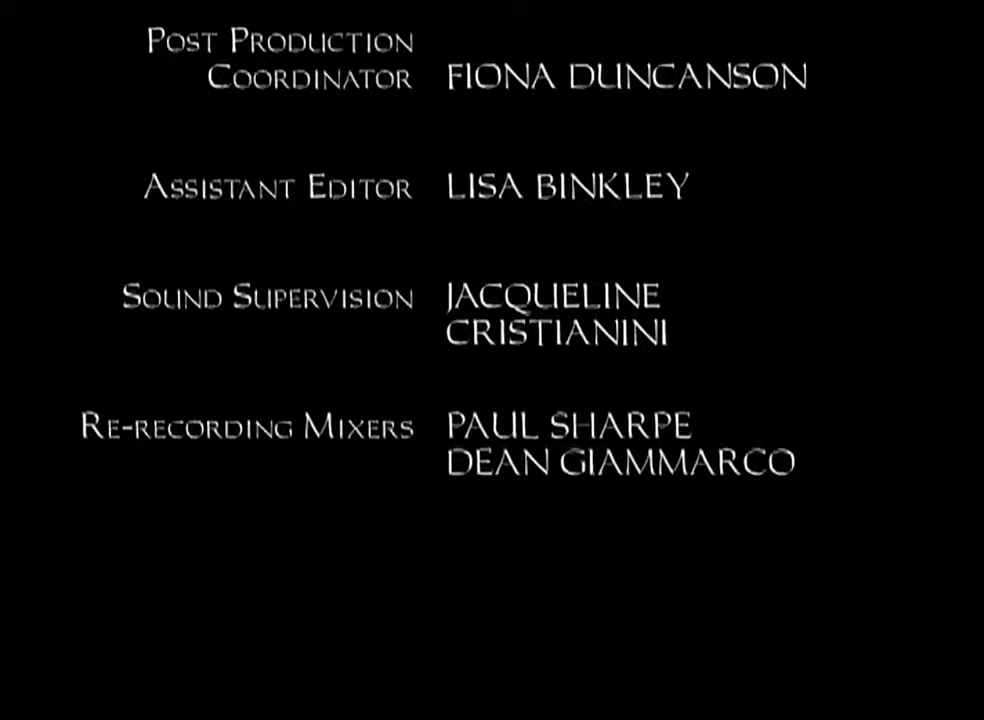 Post Production
Coordinator FIONA DUNCANSON
Assistant Editor LISA BINKLEY
Sound Supervision JACQUELINE
CRISTIANINI
Re-recording Mixers PAUL SHARPE
DEAN GIAMMARCO